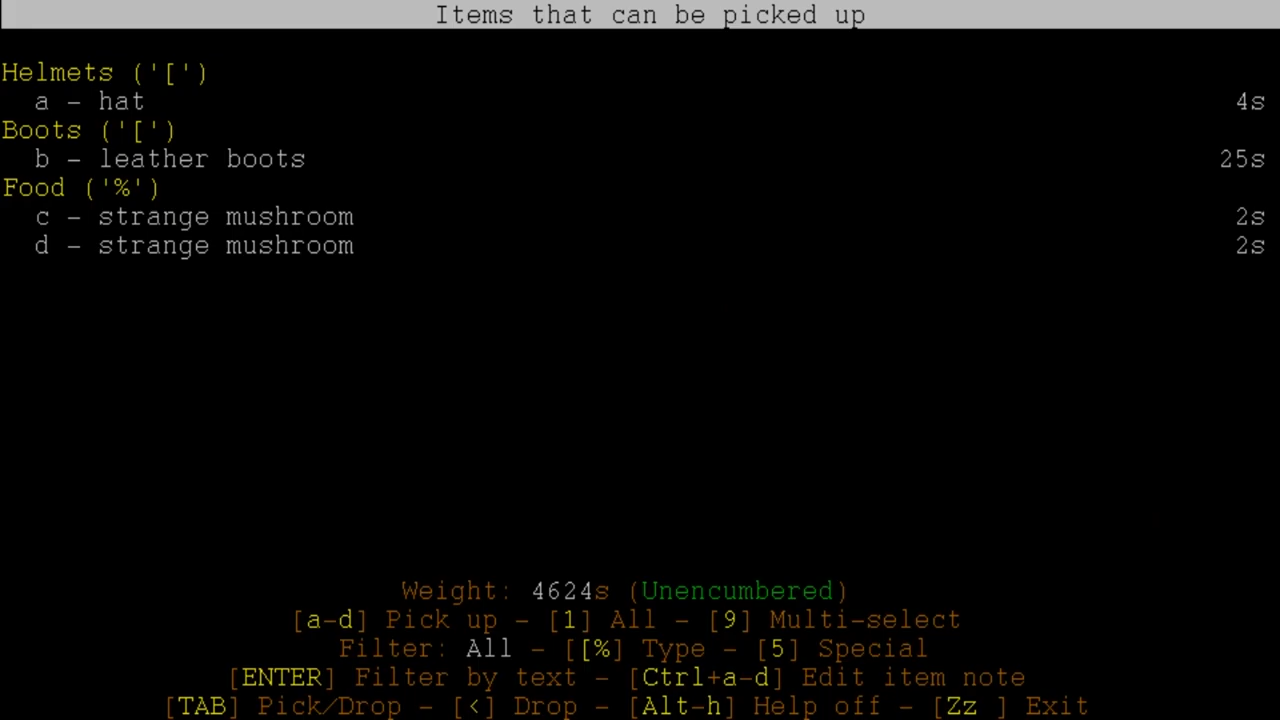 Items that can be picked up
Helmets ('[')
a - hat 4s
Boots ('[')
b - leather boots 25s
Food ('%')
c - strange mushroom 2s
d - strange mushroom 2s
Weight: 4624s (Unencumbered)
[a-d] Pick up - [1] All - [9] Multi-select
Filter: All - [[%] Type - [5] Special
[ENTER] Filter by text - [Ctrl+a-d] Edit item note
[TAB] Pick/Drop - [<] Drop - [Alt-h] Help off - [Zz ] Exit